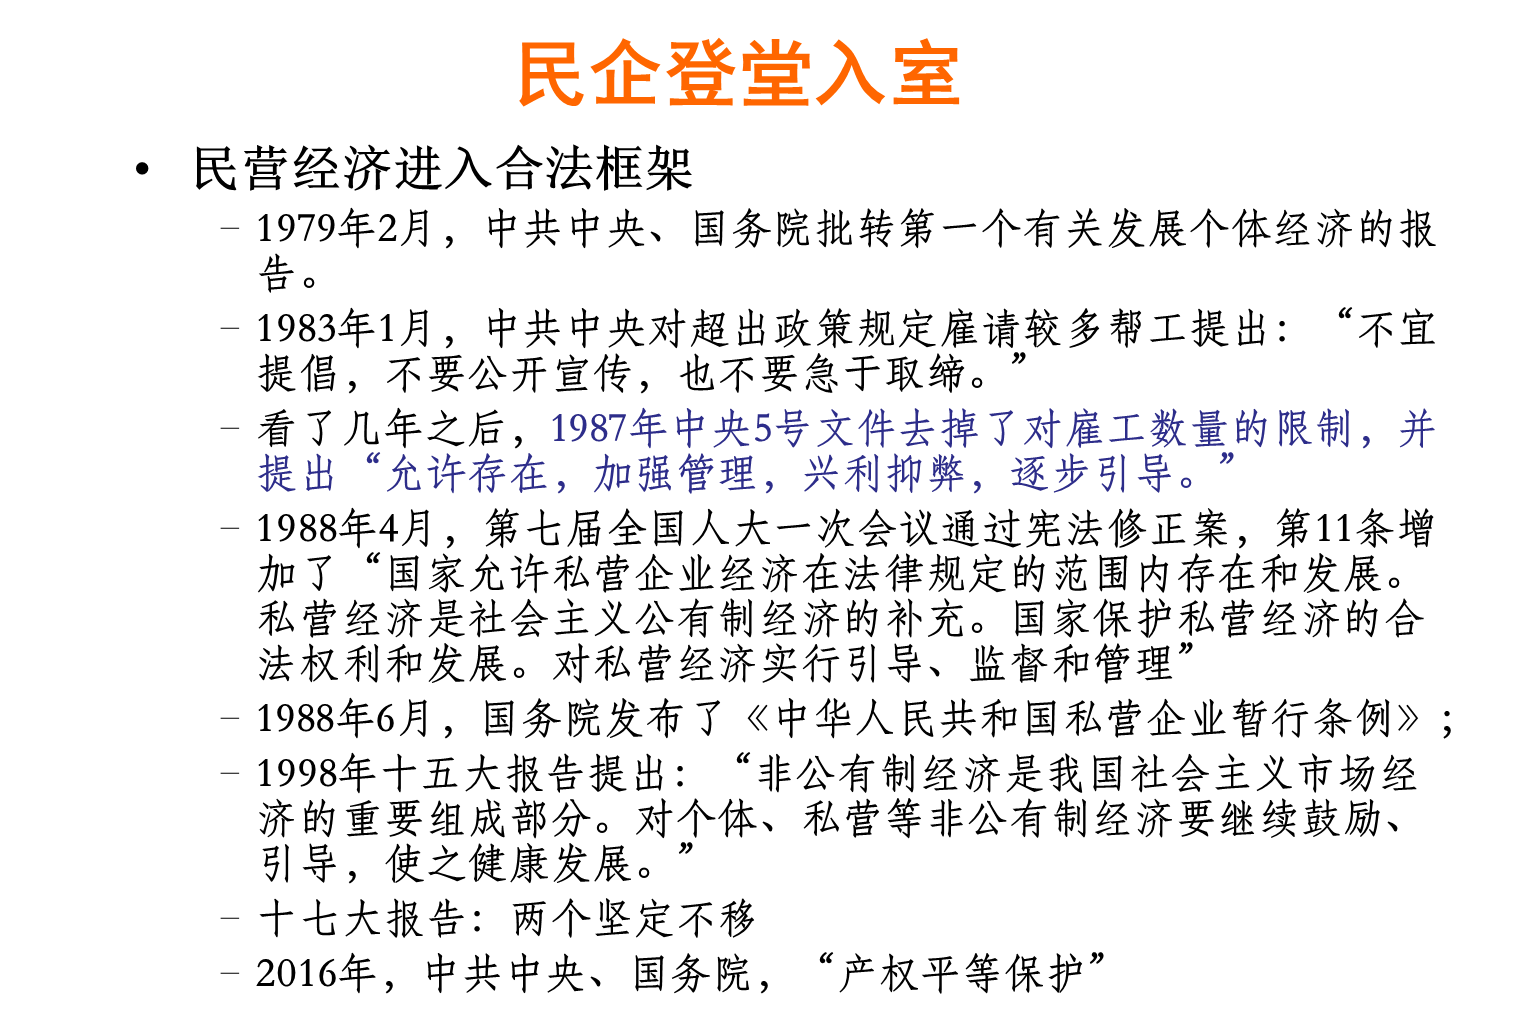 民企登堂入室
• 民营经济进入合法框架
– 1979年2月，中共中央、国务院批转第一个有关发展个体经济的报
告。
– 1983年1月，中共中央对超出政策规定雇请较多帮工提出：“不宜
提倡，不要公开宣传，也不要急于取缔。”
– 看了几年之后，1987年中央5号文件去掉了对雇工数量的限制，并
提出“允许存在，加强管理，兴利抑弊，逐步引导。”
– 1988年4月，第七届全国人大一次会议通过宪法修正案，第11条增
加了“国家允许私营企业经济在法律规定的范围内存在和发展。
私营经济是社会主义公有制经济的补充。国家保护私营经济的合
法权利和发展。对私营经济实行引导、监督和管理”
– 1988年6月，国务院发布了《中华人民共和国私营企业暂行条例》；
– 1998年十五大报告提出：“非公有制经济是我国社会主义市场经
济的重要组成部分。对个体、私营等非公有制经济要继续鼓励、
引导，使之健康发展。”
– 十七大报告：两个坚定不移
– 2016年，中共中央、国务院，“产权平等保护”